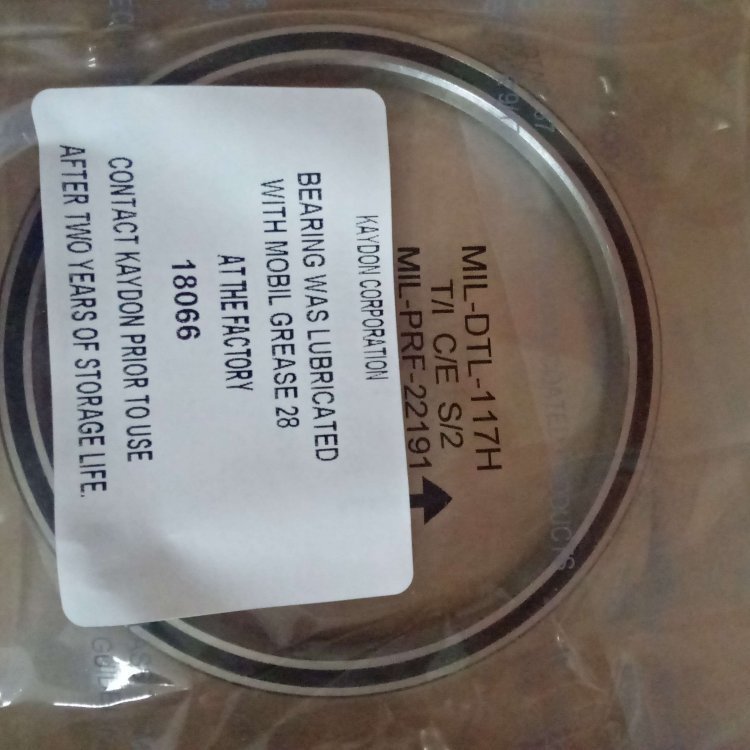 KAYDON CORPORATION
BEARING WAS LUBRICATED
WITH MOBIL GREASE 28
AT THE FACTORY
18066
CONTACT KAYDON PRIOR TO USE
AFTER TWO YEARS OF STORAGE LIFE.
MIL-DTL-117H
T/I C/E S/2
MIL-PRF-22191